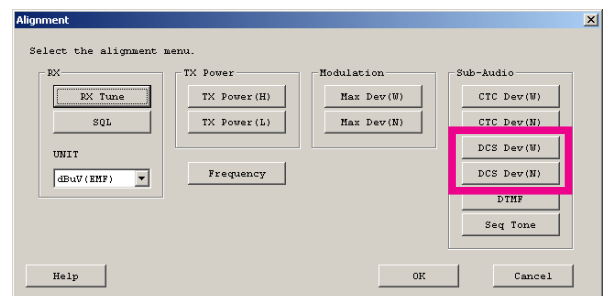 Alignment
Select the alignment menu.
RX
RX Tune
SQL
UNIT
dBuV(EMF)
TX Power
TX Power(H)
TX Power(L)
Frequency
Modulation
Max Dev(W)
Max Dev(N)
Sub-Audio
CTC Dev(W)
CTC Dev(N)
DCS Dev(W)
DCS Dev(N)
DTMF
Seq Tone
Help
OK
Cancel